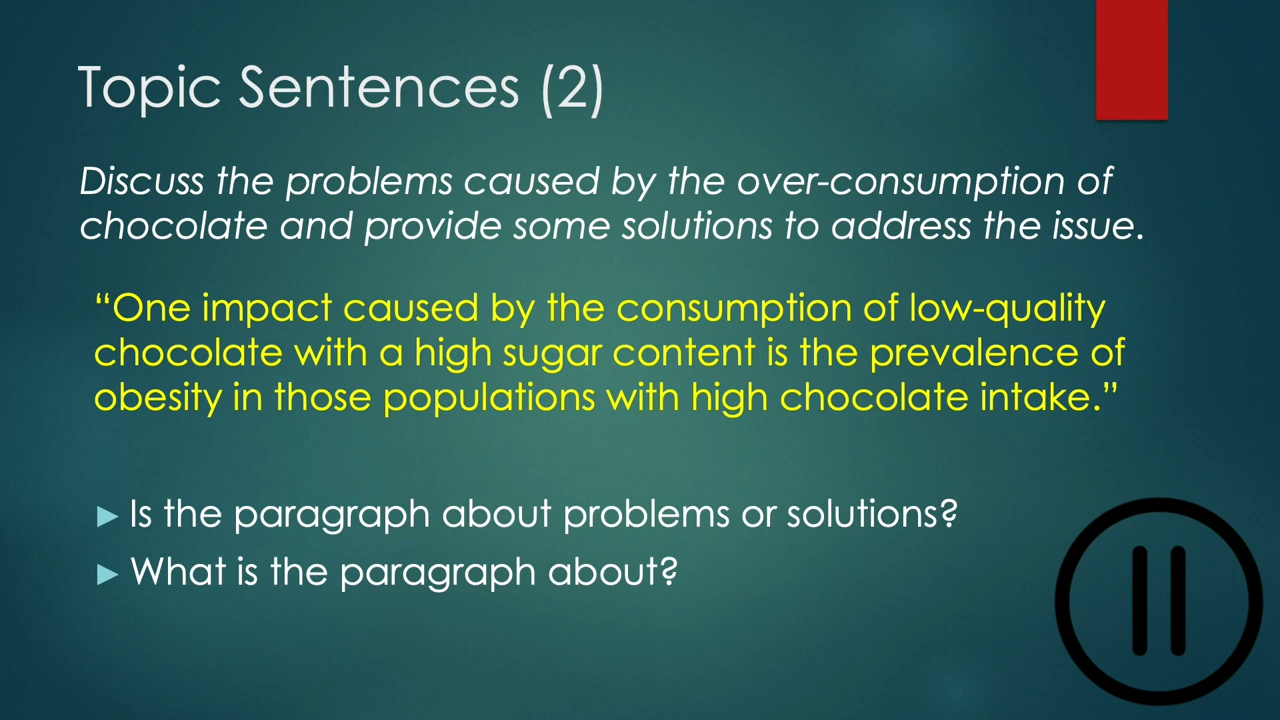 Topic Sentences (2)
Discuss the problems caused by the over-consumption of
chocolate and provide some solutions to address the issue.
“One impact caused by the consumption of low-quality
chocolate with a high sugar content is the prevalence of
obesity in those populations with high chocolate intake.”
Is the paragraph about problems or solutions?
What is the paragraph about?